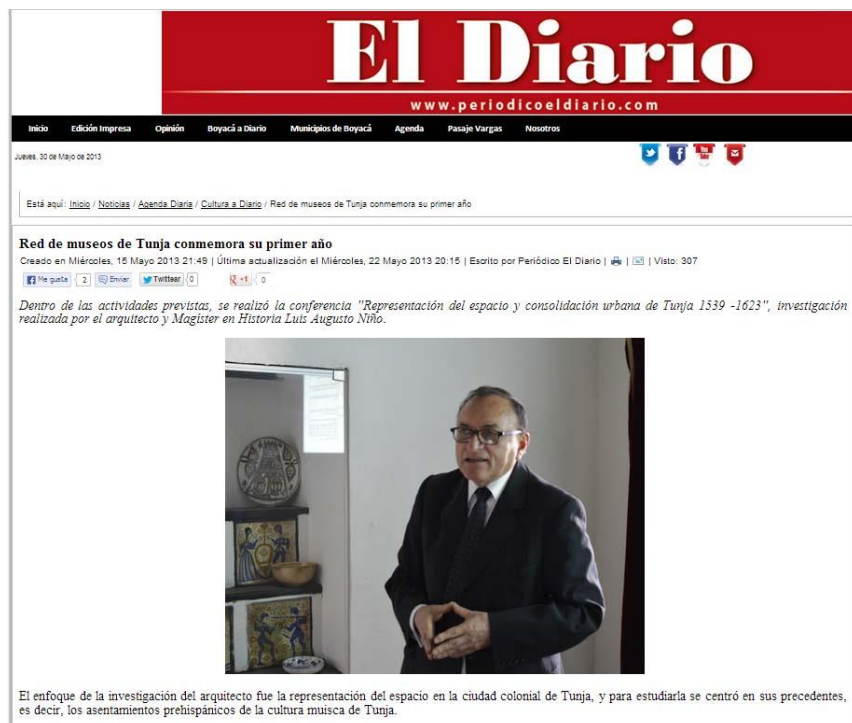 El Diario
www.periodicoeldiario.com
Inicio Edición Impresa Opinión Boyacá a Diario Municipios de Boyacá Agenda Pasaje Vargas Nosotros
Jueves, 30 de Mayo de 2013
Está aquí: Inicio / Noticias / Agenda Diaria / Cultura a Diario / Red de museos de Tunja conmemora su primer año
Red de museos de Tunja conmemora su primer año
Creado en Miércoles, 15 Mayo 2013 21:49 | Última actualización el Miércoles, 22 Mayo 2013 20:15 | Escrito por Periódico El Diario | | | Visto: 307
Me gusta 2 Enviar Twittear 0 +1 0
Dentro de las actividades previstas, se realizó la conferencia "Representación del espacio y consolidación urbana de Tunja 1539 -1623", investigación
realizada por el arquitecto y Magíster en Historia Luis Augusto Niño.
El enfoque de la investigación del arquitecto fue la representación del espacio en la ciudad colonial de Tunja, y para estudiarla se centró en sus precedentes,
es decir, los asentamientos prehispánicos de la cultura muisca de Tunja.